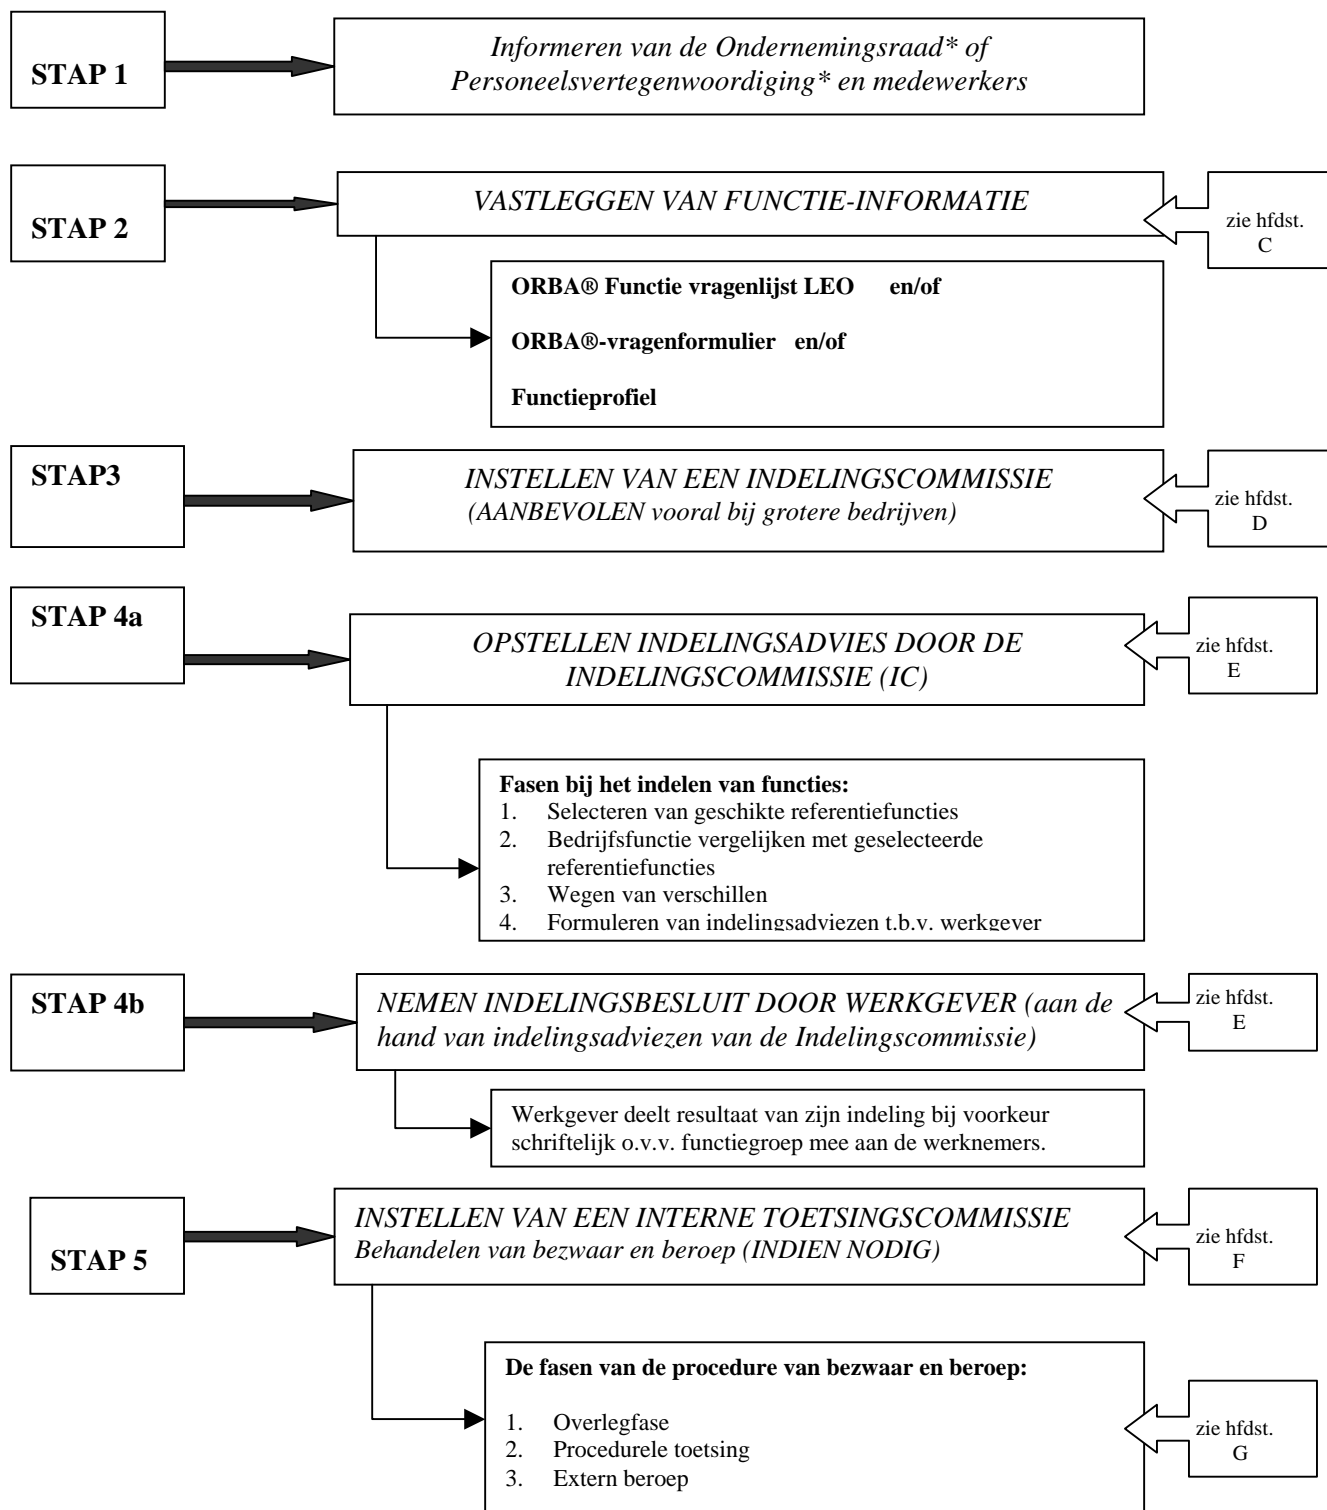 STAP 1
Informeren van de Ondernemingsraad* of
Personeelsvertegenwoordiging* en medewerkers
STAP 2
VASTLEGGEN VAN FUNCTIE-INFORMATIE
zie hfdst.
C
ORBA® Functie vragenlijst LEO en/of
ORBA®-vragenformulier en/of
Functieprofiel
STAP3
INSTELLEN VAN EEN INDELINGSCOMMISSIE
(AANBEVOLEN vooral bij grotere bedrijven)
zie hfdst.
D
STAP 4a
OPSTELLEN INDELINGSADVIES DOOR DE
INDELINGSCOMMISSIE (IC)
zie hfdst.
E
Fasen bij het indelen van functies:
1. Selecteren van geschikte referentiefuncties
2. Bedrijfsfunctie vergelijken met geselecteerde
referentiefuncties
3. Wegen van verschillen
4. Formuleren van indelingsadviezen t.b.v. werkgever
STAP 4b
NEMEN INDELINGSBESLUIT DOOR WERKGEVER (aan de
hand van indelingsadviezen van de Indelingscommissie)
zie hfdst.
E
Werkgever deelt resultaat van zijn indeling bij voorkeur
schriftelijk o.v.v. functiegroep mee aan de werknemers.
STAP 5
INSTELLEN VAN EEN INTERNE TOETSINGSCOMMISSIE
Behandelen van bezwaar en beroep (INDIEN NODIG)
zie hfdst.
F
De fasen van de procedure van bezwaar en beroep:
1. Overlegfase
2. Procedurele toetsing
3. Extern beroep
zie hfdst.
G